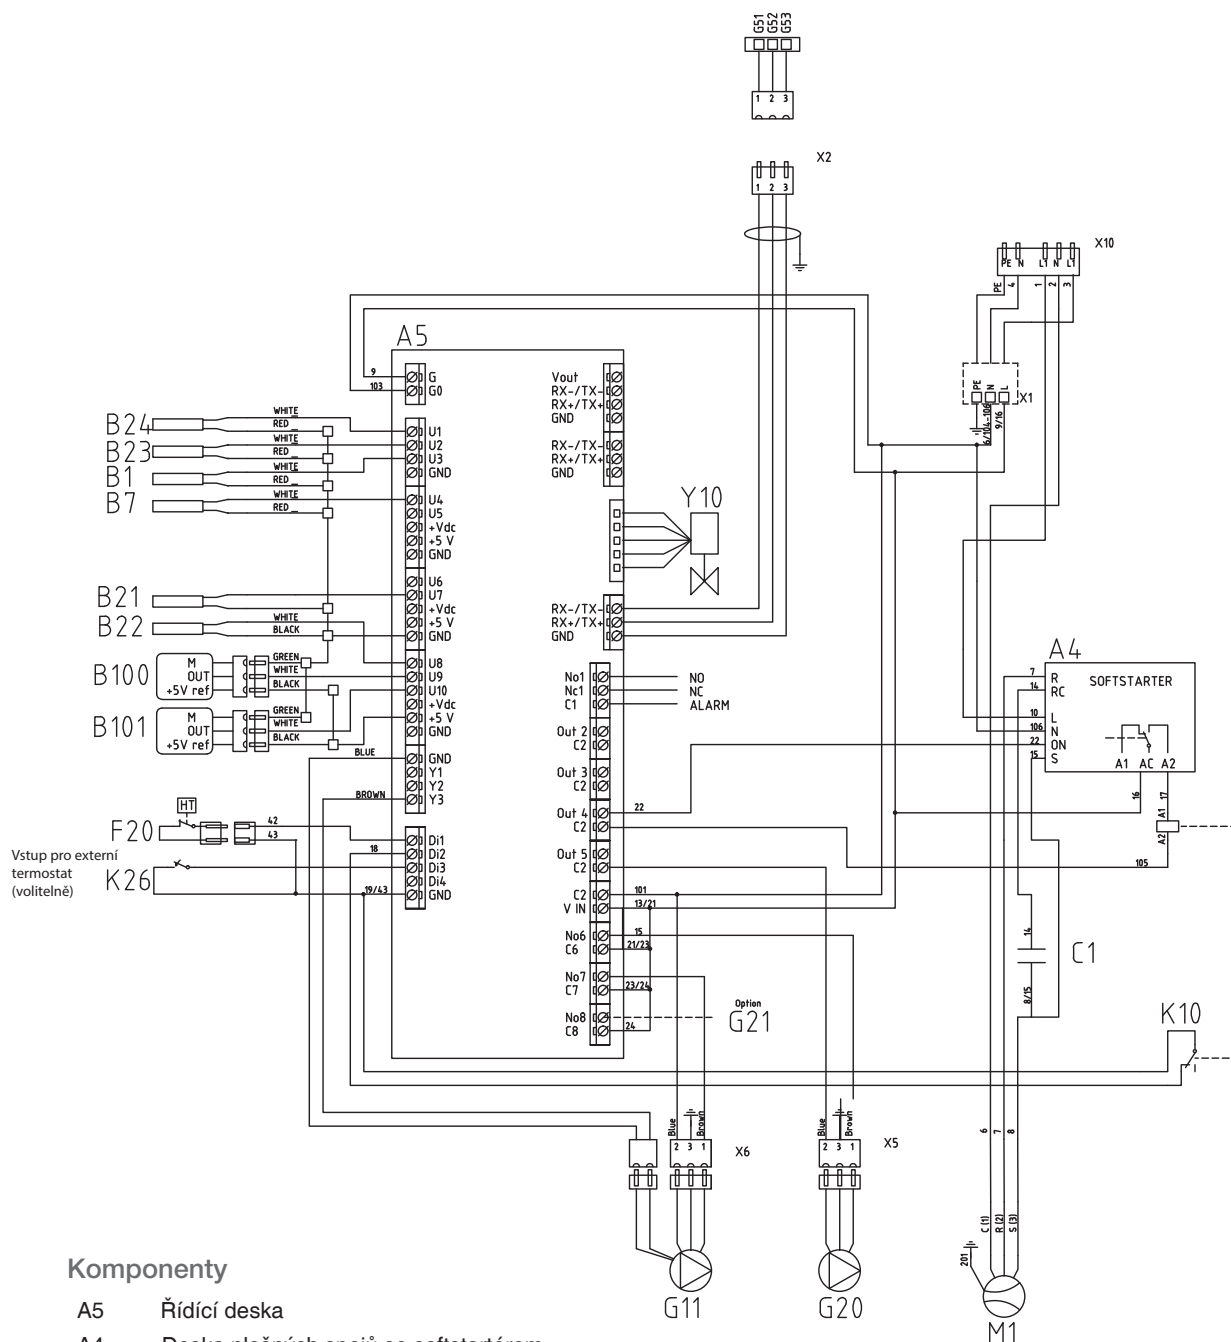 G51 G52 G53
1 2 3
X2
1 2 3
X10
PE N L1 N L1
PE 4 1 2 3
A5
9 G
103 G0
Vout
RX-/TX-
RX+/TX+
GND
RX-/TX-
RX+/TX+
GND
PE N L
X1
6/104-106
9/16
B24 WHITE
RED
U1
B23 WHITE
RED
U2
B1 WHITE
RED
U3
GND
B7 WHITE
RED
U4
U5
+Vdc
+5 V
GND
Y10
U6
B21 U7
+Vdc
B22 WHITE +5 V
BLACK GND
RX-/TX-
RX+/TX+
GND
B100
M
OUT
+5V ref
GREEN
WHITE
BLACK
U8
U9
U10
+Vdc
+5 V
GND
B101
M
OUT
+5V ref
GREEN
WHITE
BLACK
No1 NO
Nc1 NC
C1 ALARM
Out 2
C2
Out 3
C2
A4
SOFTSTARTER
7 R
14 RC
10 L
106 N
22 ON
15 S
A1 AC A2
16 17
A1
A2
105
BLUE GND
Y1
Y2
BROWN Y3
Out 4 22
C2
Out 5
C2
HT
F20 42
43
Di1
18 Di2
Di3
Di4
19/43 GND
Vstup pro externí
termostat
(volitelně)
K26
C2 101
V IN 13/21
No6 15
C6 21/23
No7
C7 23/24
No8
C8 24
Option
G21
14
C1
8/15
K10
Blue Brown
2 3 1
X6
Blue Brown
2 3 1
X5
6 7 8
C (1) R (2) S (3)
201
G11
G20
M1
Komponenty
A5 Řídící deska